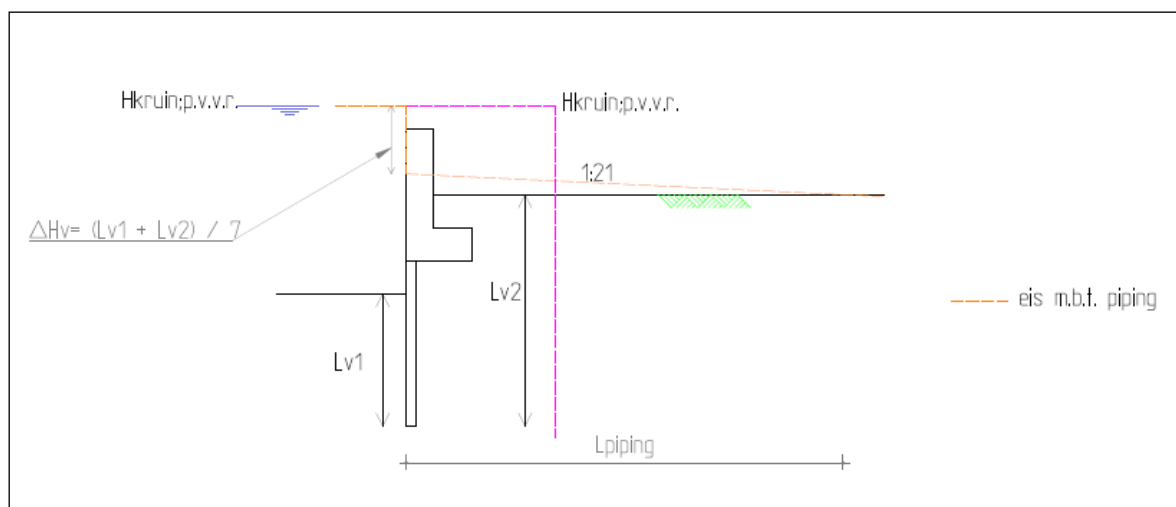 Hkruin;p.v.v.r.
Hkruin;p.v.v.r.
1:21
△Hv= (Lv1 + Lv2) / 7
Lv2
eis m.b.t. piping
Lv1
Lpiping